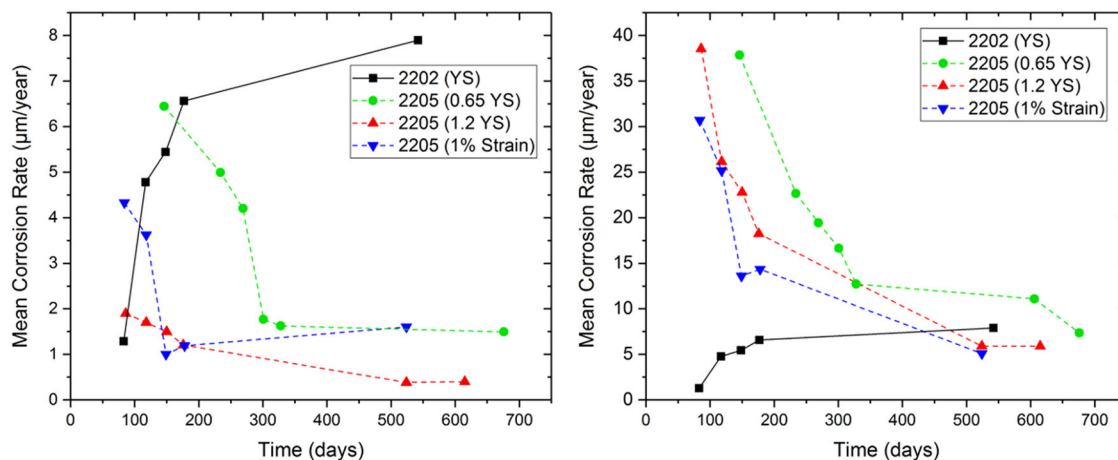 8
7
6
5
4
3
2
1
0
Mean Corrosion Rate (µm/year)
2202 (YS)
2205 (0.65 YS)
2205 (1.2 YS)
2205 (1% Strain)
0 100 200 300 400 500 600 700
Time (days)
40
35
30
25
20
15
10
5
0
Mean Corrosion Rate (µm/year)
2202 (YS)
2205 (0.65 YS)
2205 (1.2 YS)
2205 (1% Strain)
0 100 200 300 400 500 600 700
Time (days)